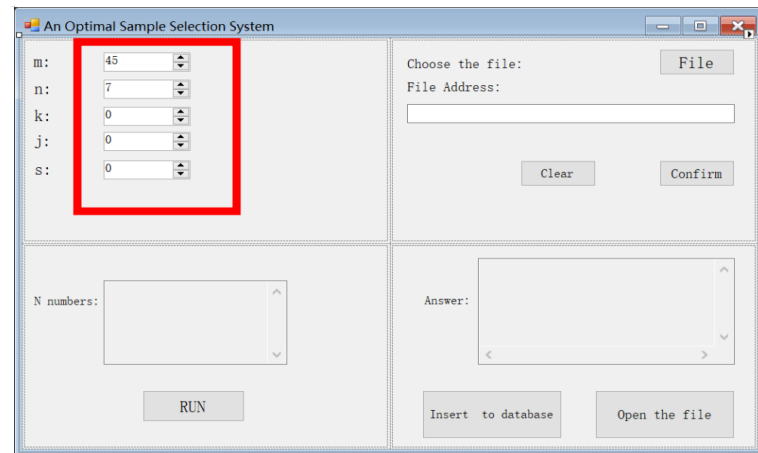 An Optimal Sample Selection System
m: 45
n: 7
k: 0
j: 0
s: 0
Choose the file: File
File Address:
Clear Confirm
N numbers:
RUN
Answer:
Insert to database Open the file